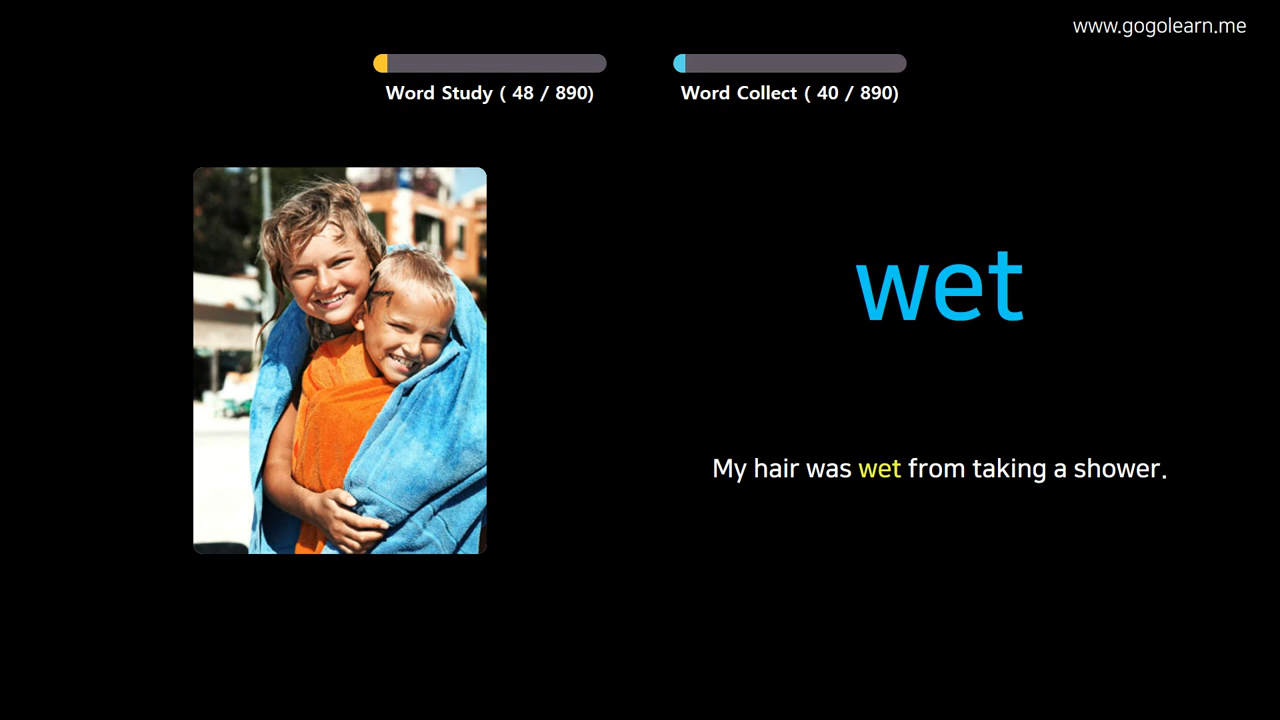 www.gogolearn.me
Word Study ( 48 / 890)
Word Collect ( 40 / 890)
wet
My hair was wet from taking a shower.